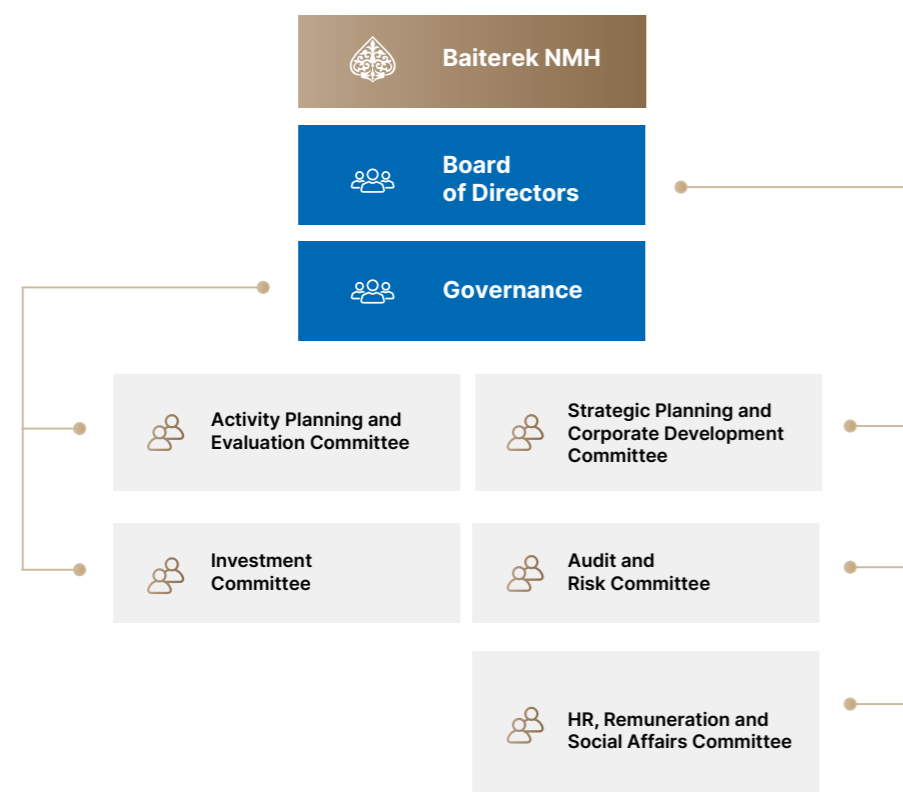 Baiterek NMH
Board
of Directors
Governance
Activity Planning and
Evaluation Committee
Strategic Planning and
Corporate Development
Committee
Investment
Committee
Audit and
Risk Committee
HR, Remuneration and
Social Affairs Committee